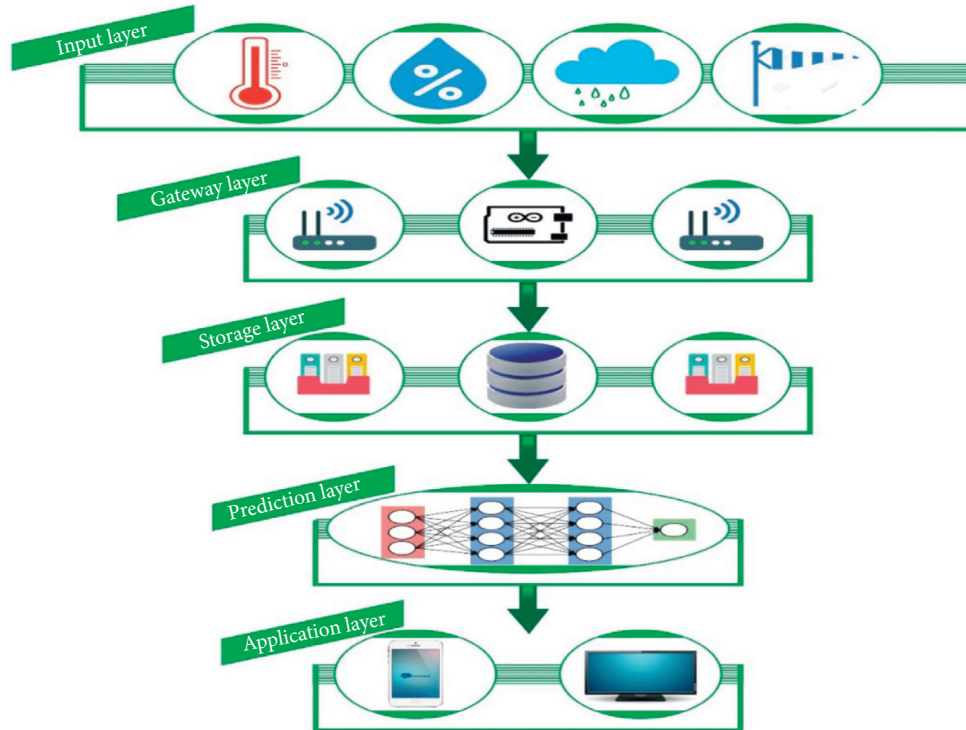 Input layer
%
Gateway layer
Storage layer
Prediction layer
Application layer